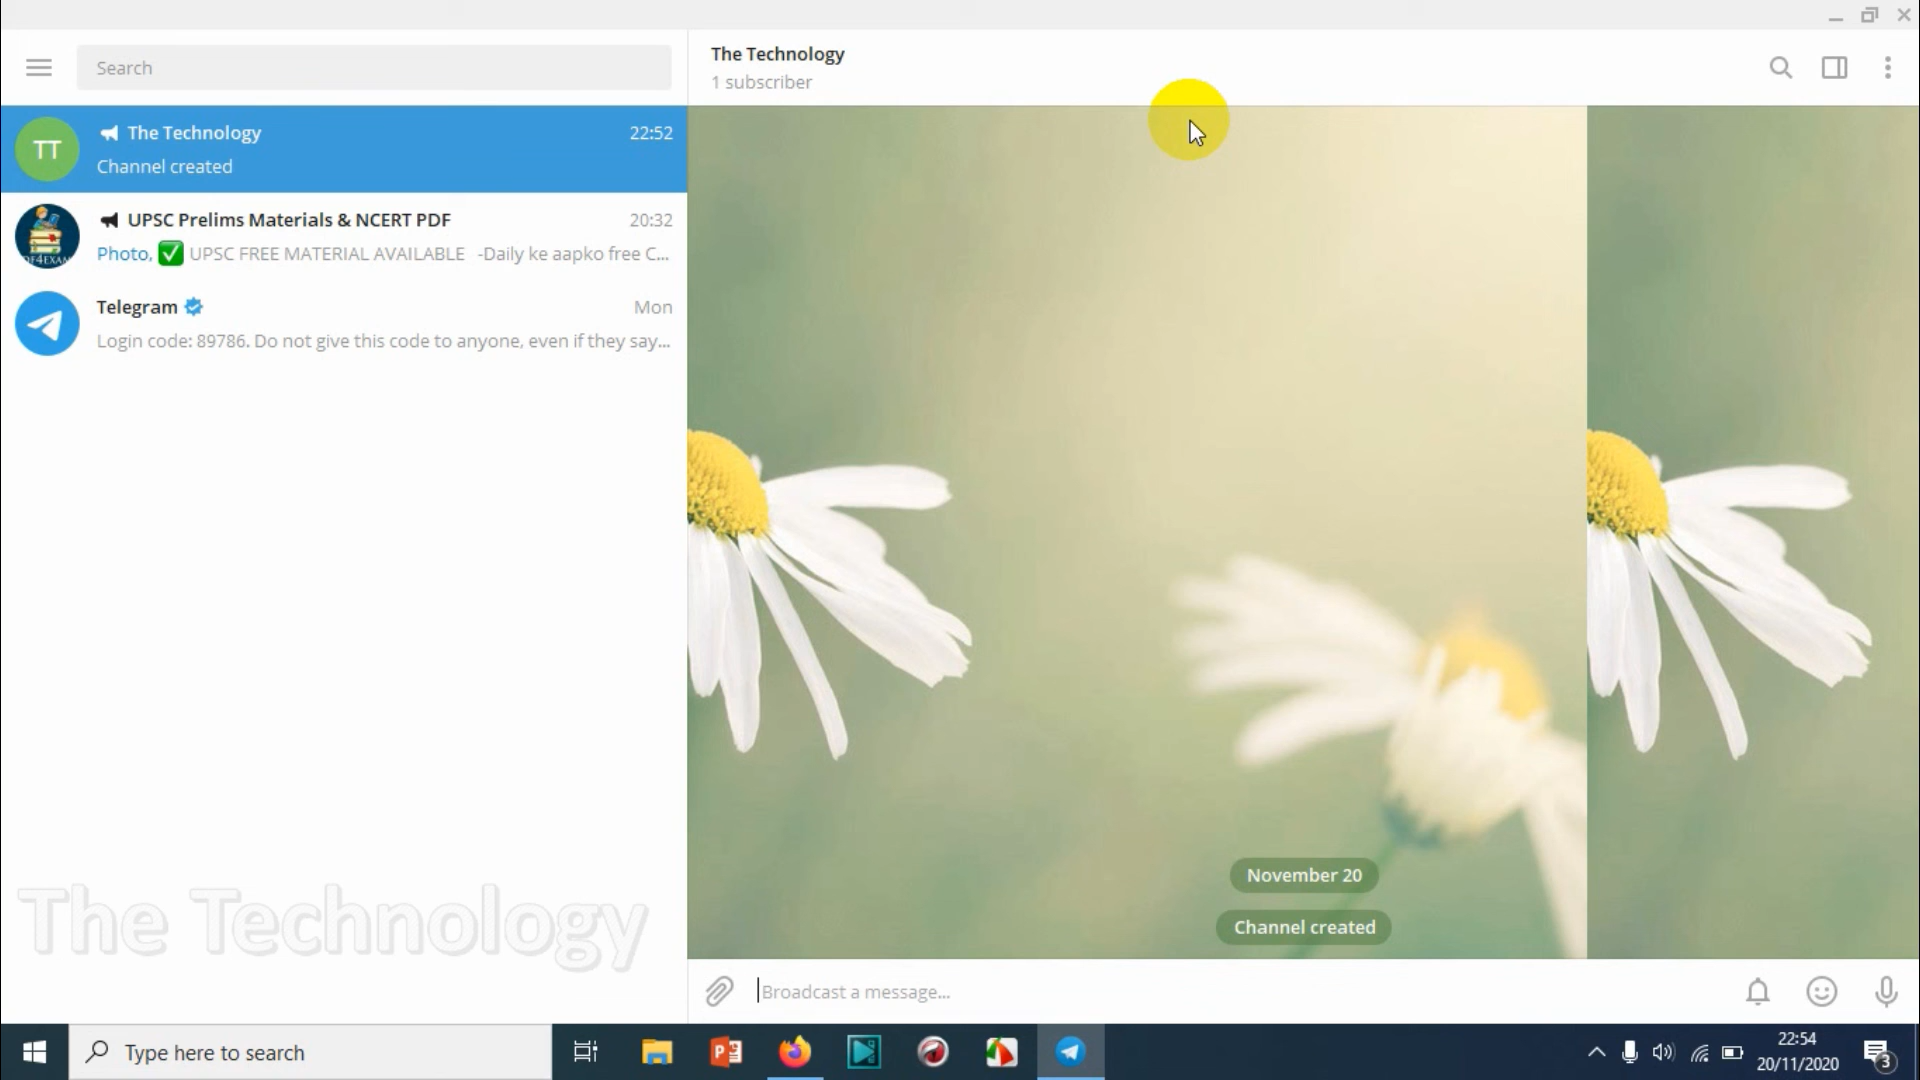 Search
The Technology
1 subscriber
TT
The Technology
22:52
Channel created
UPSC Prelims Materials & NCERT PDF
20:32
Photo, ✅ UPSC FREE MATERIAL AVAILABLE -Daily ke aapko free C...
Telegram
Mon
Login code: 89786. Do not give this code to anyone, even if they say...
November 20
Channel created
The Technology
Broadcast a message...
Type here to search
22:54
20/11/2020
3